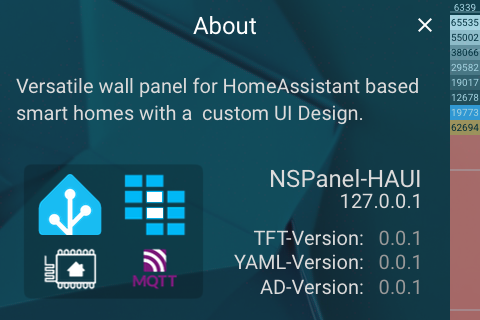 About
Versatile wall panel for HomeAssistant based
smart homes with a custom UI Design.
NSPanel-HAUI
127.0.0.1
TFT-Version: 0.0.1
YAML-Version: 0.0.1
AD-Version: 0.0.1
MQTT
6339
65535
55002
38066
29582
19017
12678
19773
62694